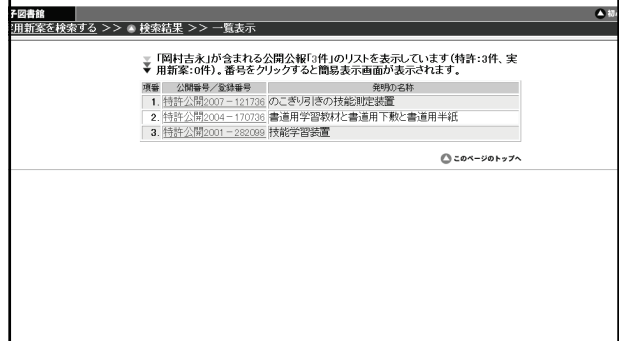 子図書館
用新案を検索する >> 検索結果 >> 一覧表示
「岡村吉永」が含まれる公開公報「3件」のリストを表示しています(特許:3件、実
用新案:0件)。番号をクリックすると簡易表示画面が表示されます。
項番 公開番号／登録番号 発明の名称
1. 特許公開2007－121736 のこぎり引きの技能測定装置
2. 特許公開2004－170736 書道用学習教材と書道用下敷と書道用半紙
3. 特許公開2001－282099 技能学習装置
このページのトップへ